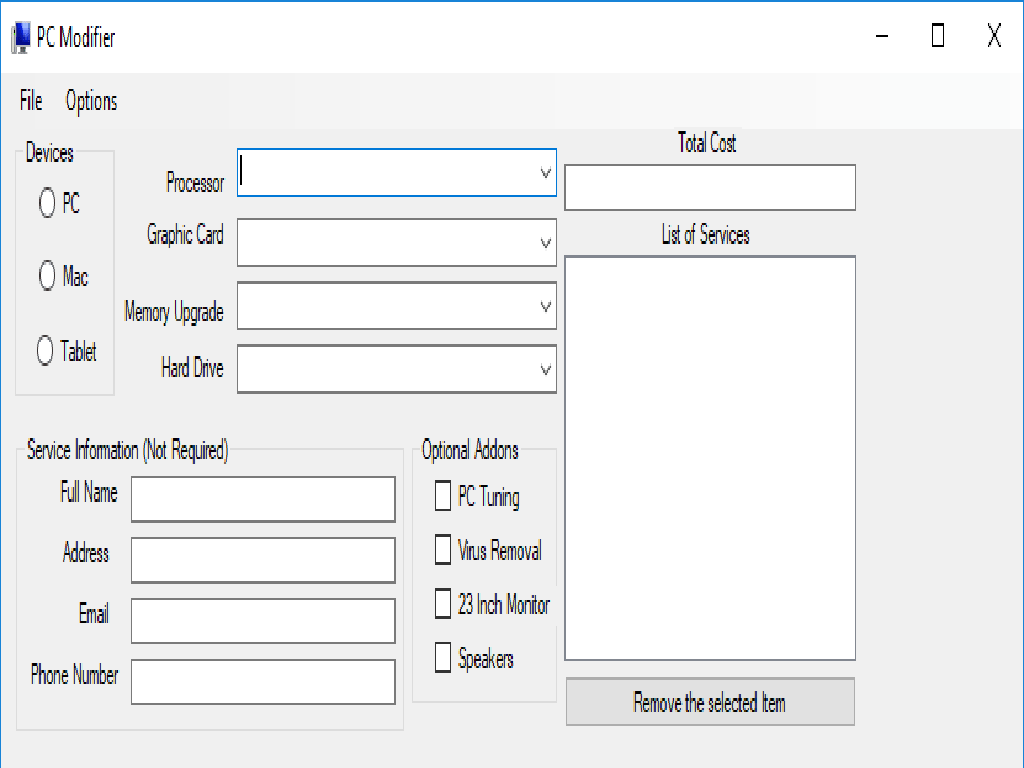 PC Modifier
File Options
Devices
PC
Mac
Tablet
Processor
Graphic Card
Memory Upgrade
Hard Drive
Total Cost
List of Services
Service Information (Not Required)
Full Name
Address
Email
Phone Number
Optional Addons
PC Tuning
Virus Removal
23 Inch Monitor
Speakers
Remove the selected Item